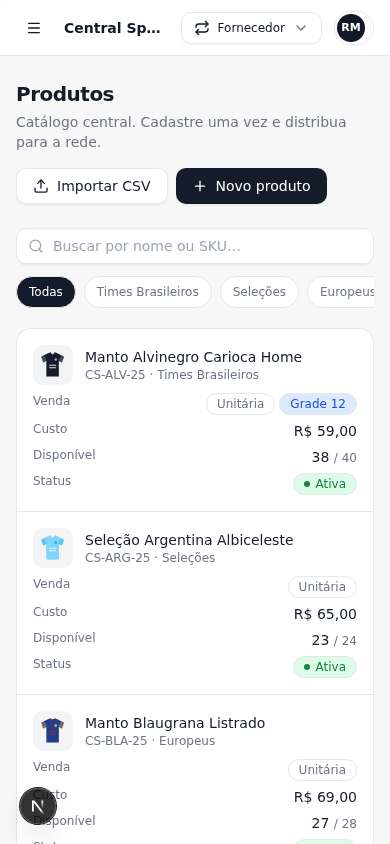 Central Sp...
Fornecedor
RM
Produtos
Catálogo central. Cadastre uma vez e distribua
para a rede.
Importar CSV
Novo produto
Buscar por nome ou SKU...
Todas
Times Brasileiros
Seleções
Europeus
Manto Alvinegro Carioca Home
CS-ALV-25 · Times Brasileiros
Venda
Unitária
Grade 12
Custo
R$ 59,00
Disponível
38 / 40
Status
Ativa
Seleção Argentina Albiceleste
CS-ARG-25 · Seleções
Venda
Unitária
Custo
R$ 65,00
Disponível
23 / 24
Status
Ativa
Manto Blaugrana Listrado
CS-BLA-25 · Europeus
Venda
Unitária
Custo
R$ 69,00
N
Disponível
27 / 28